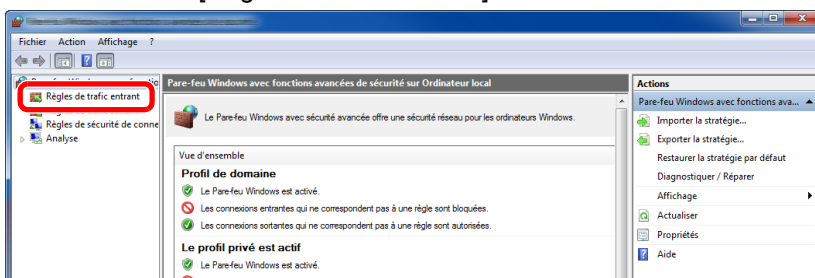 Fichier Action Affichage ?
Pare-feu Windows avec fonctions avancées de sécurité sur Ordinateur local
Règles de trafic entrant
Règles de sécurité de conne
Analyse
Le Pare-feu Windows avec sécurité avancée offre une sécurité réseau pour les ordinateurs Windows.
Vue d'ensemble
Profil de domaine
Le Pare-feu Windows est activé.
Les connexions entrantes qui ne correspondent pas à une règle sont bloquées.
Les connexions sortantes qui ne correspondent pas à une règle sont autorisées.
Le profil privé est actif
Le Pare-feu Windows est activé.
Actions
Pare-feu Windows avec fonctions ava...
Importer la stratégie...
Exporter la stratégie...
Restaurer la stratégie par défaut
Diagnostiquer / Réparer
Affichage
Actualiser
Propriétés
Aide